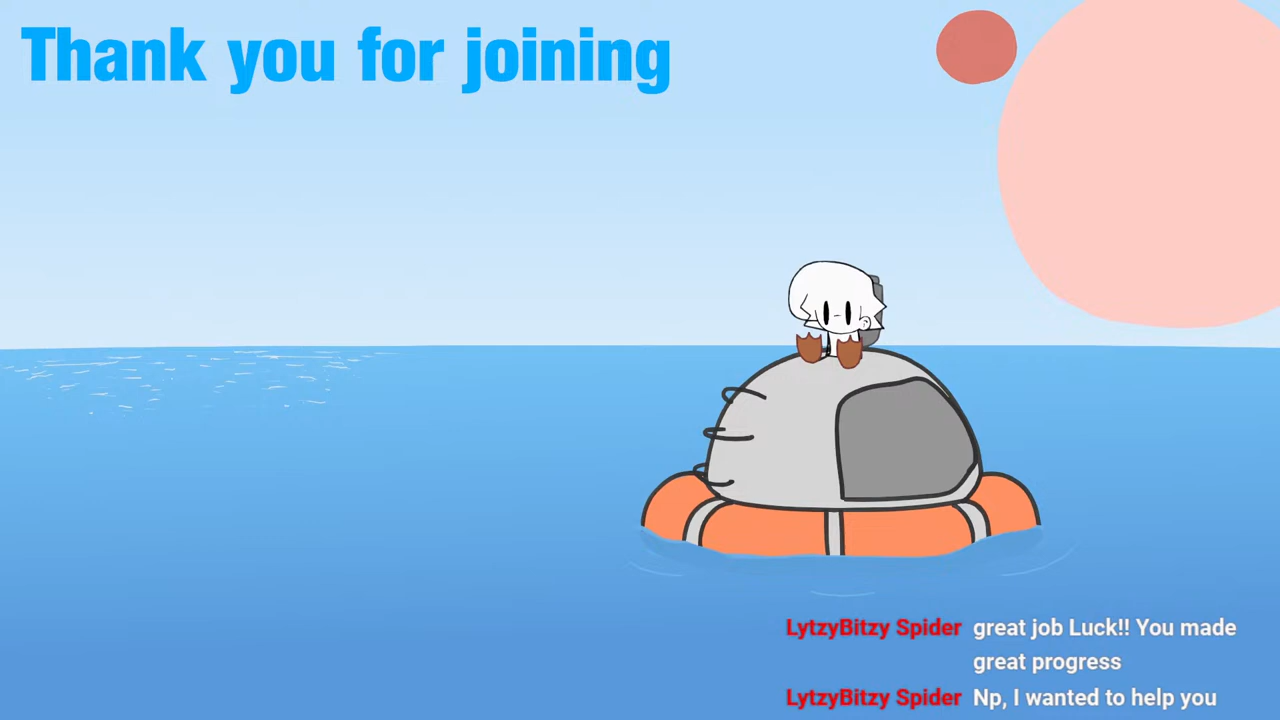 Thank you for joining
LytzyBitzy Spider great job Luck!! You made
great progress
LytzyBitzy Spider Np, I wanted to help you